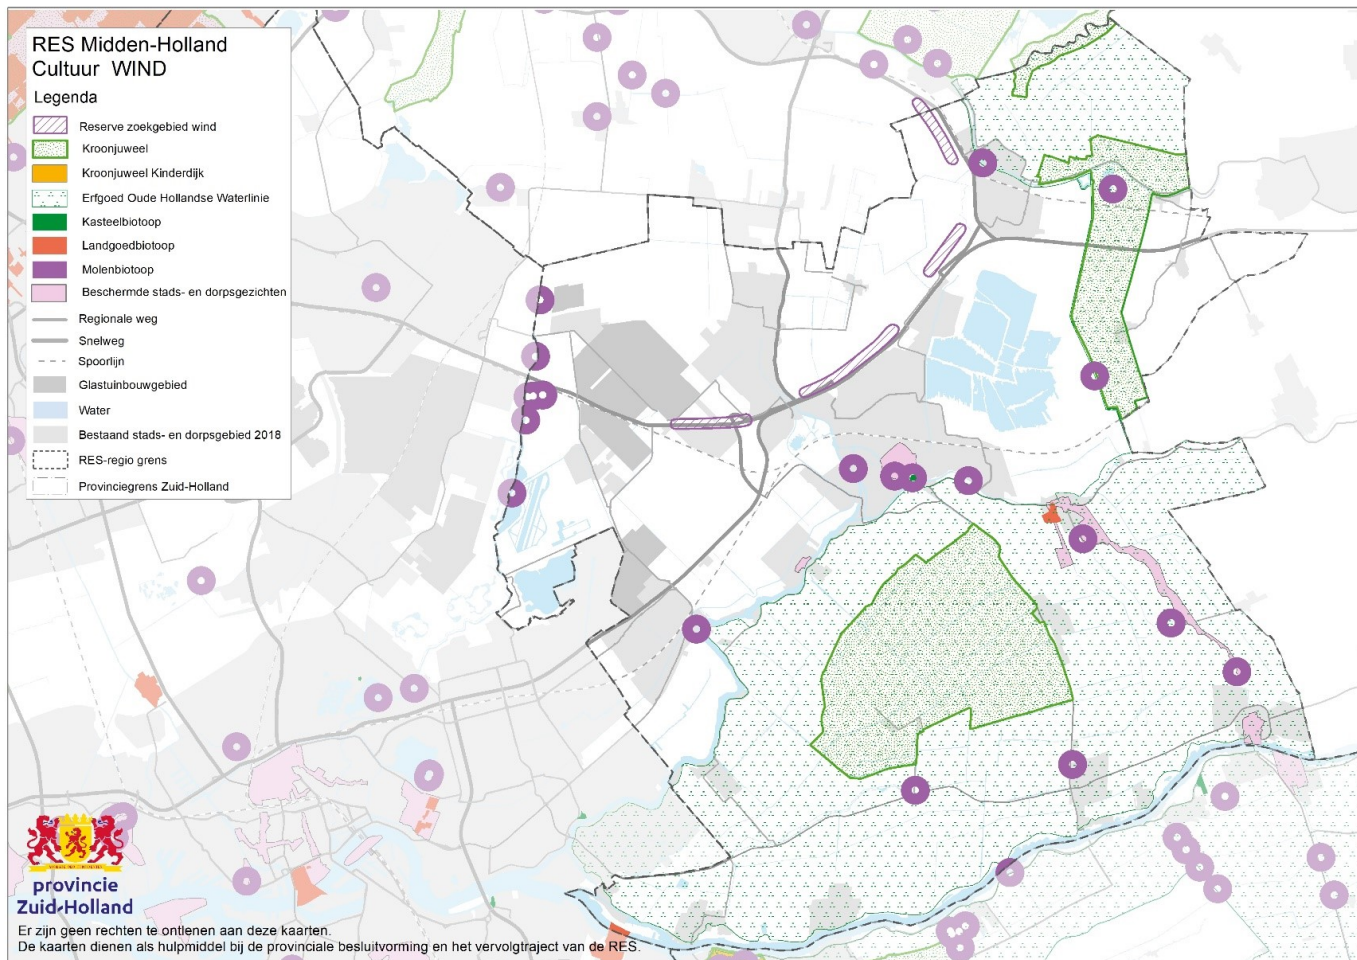 RES Midden-Holland
Cultuur WIND
Legenda
Reserve zoekgebied wind
Kroonjuweel
Kroonjuweel Kinderdijk
Erfgoed Oude Hollandse Waterlinie
Kasteelbiotoop
Landgoedbiotoop
Molenbiotoop
Beschermde stads- en dorpsgezichten
Regionale weg
Snelweg
Spoorlijn
Glastuinbouwgebied
Water
Bestaand stads- en dorpsgebied 2018
RES-regio grens
Provinciegrens Zuid-Holland
provincie
Zuid-Holland
Er zijn geen rechten te ontlenen aan deze kaarten.
De kaarten dienen als hulpmiddel bij de provinciale besluitvorming en het vervolgtraject van de RES.